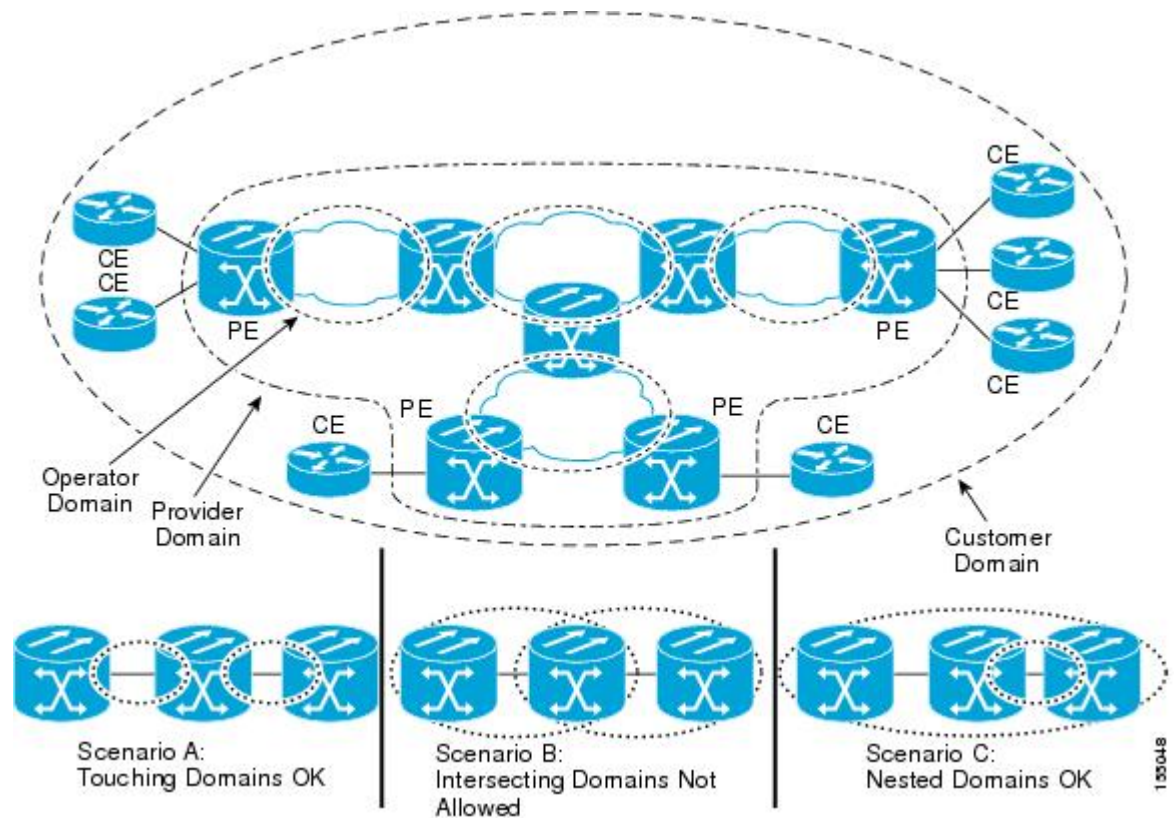 CE
CE
CE
CE
PE
PE
CE
CE
PE
PE
CE
CE
Operator
Domain
Provider
Domain
Customer
Domain
Scenario A:
Touching Domains OK
Scenario B:
Intersecting Domains Not
Allowed
Scenario C:
Nested Domains OK
155048